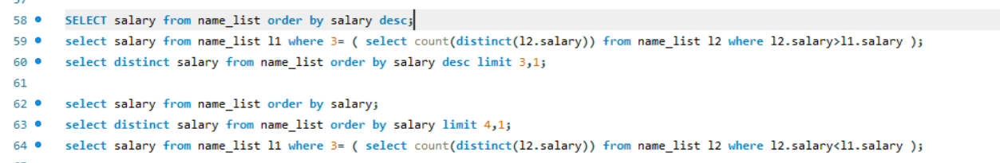 58 SELECT salary from name_list order by salary desc;
59 select salary from name_list l1 where 3= ( select count(distinct(l2.salary)) from name_list l2 where l2.salary>l1.salary );
60 select distinct salary from name_list order by salary desc limit 3,1;
61
62 select salary from name_list order by salary;
63 select distinct salary from name_list order by salary limit 4,1;
64 select salary from name_list l1 where 3= ( select count(distinct(l2.salary)) from name_list l2 where l2.salary<l1.salary );